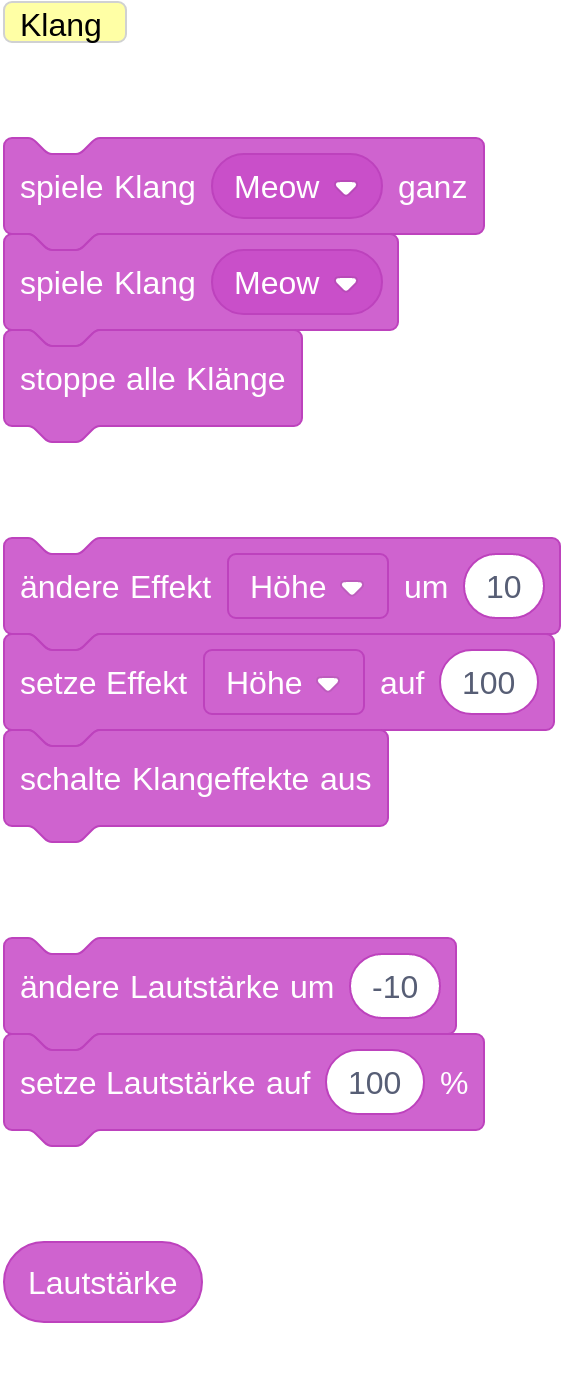 Klang
spiele Klang Meow ganz
spiele Klang Meow
stoppe alle Klänge
ändere Effekt Höhe um 10
setze Effekt Höhe auf 100
schalte Klangeffekte aus
ändere Lautstärke um -10
setze Lautstärke auf 100 %
Lautstärke